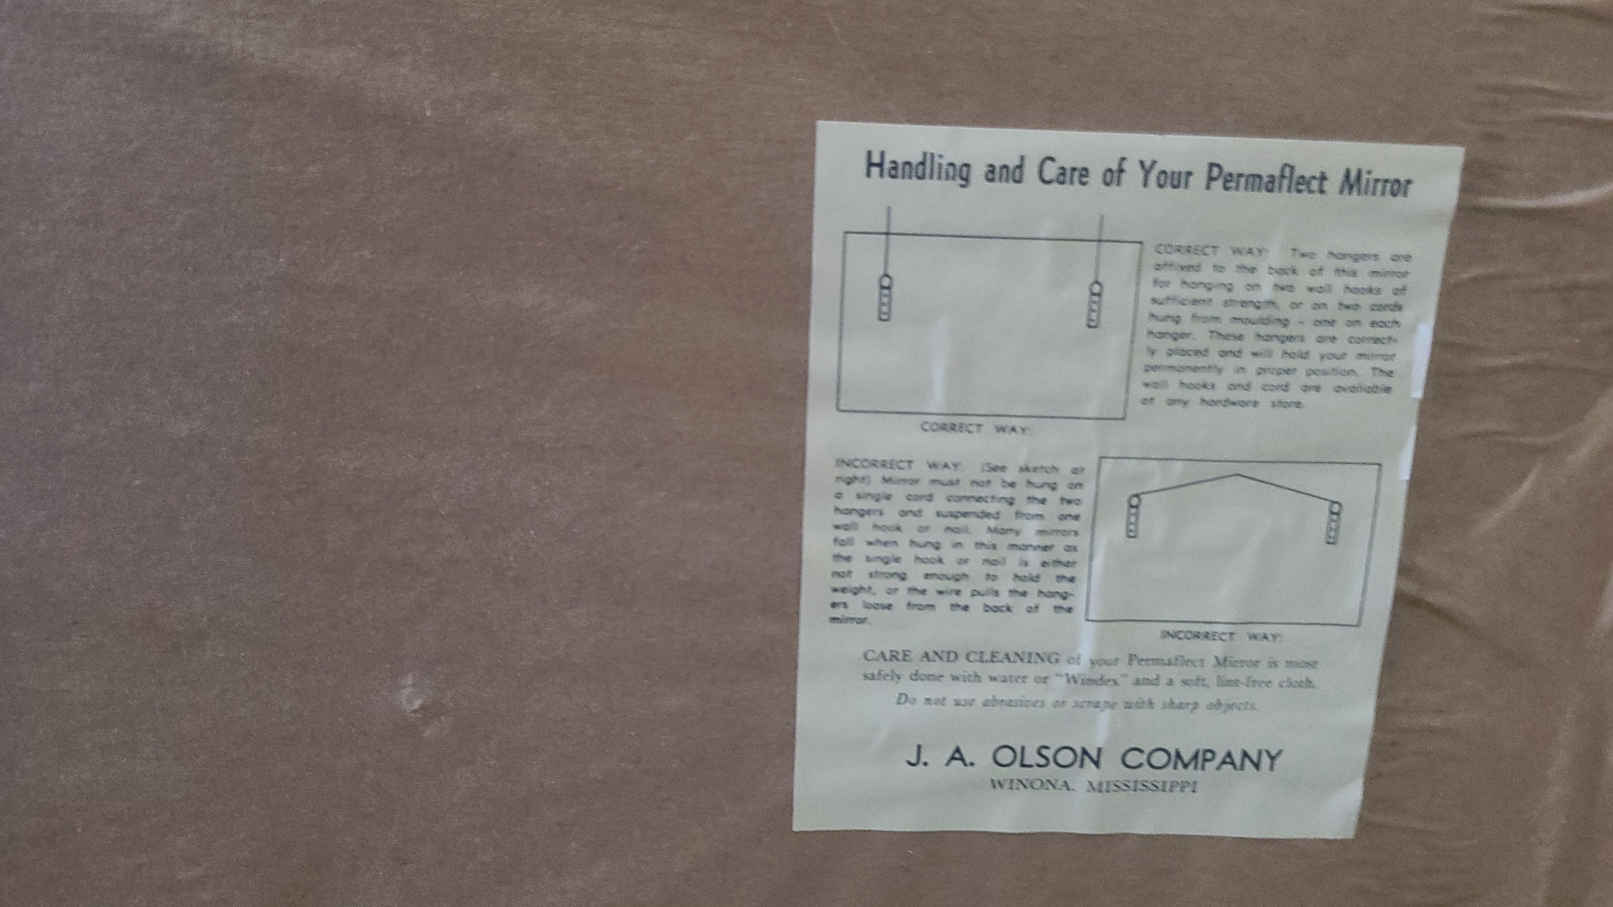 Handling and Care of Your Permaflect Mirror
CORRECT WAY: Two hangers are
affixed to the back of this mirror
for hanging on two wall hooks of
sufficient strength, or on two cords
hung from moulding - one on each
hanger. These hangers are correct-
ly placed and will hold your mirror
permanently in proper position. The
wall hooks and cord are available
at any hardware store.
CORRECT WAY:
INCORRECT WAY: (See sketch at
right) Mirror must not be hung on
a single cord connecting the two
hangers and suspended from one
wall hook or nail. Many mirrors
fall when hung in this manner as
the single hook or nail is either
not strong enough to hold the
weight, or the wire pulls the hang-
ers loose from the back of the
mirror.
INCORRECT WAY:
CARE AND CLEANING of your Permaflect Mirror is most
safely done with water or "Windex" and a soft, lint-free cloth.
Do not use abrasives or scrape with sharp objects.
J. A. OLSON COMPANY
WINONA, MISSISSIPPI